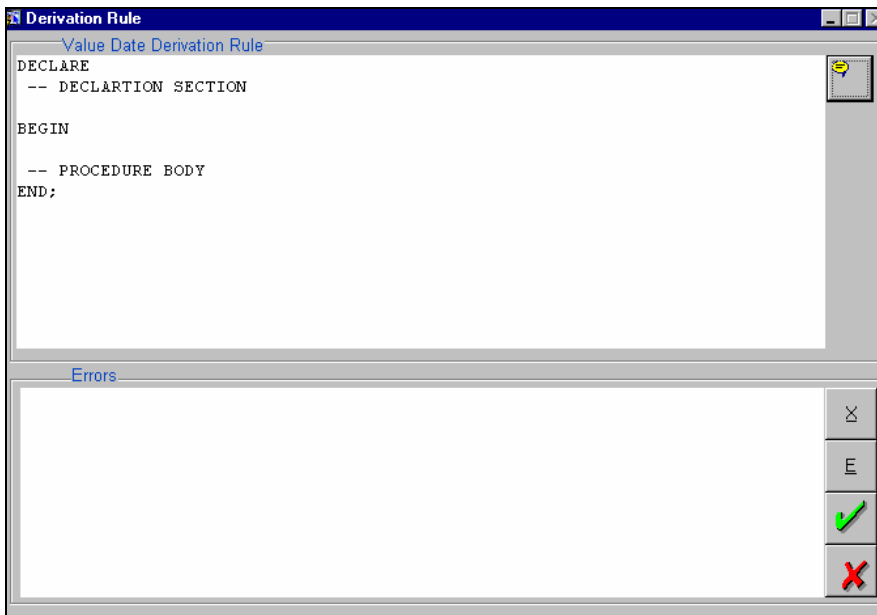 Derivation Rule
Value Date Derivation Rule
DECLARE
-- DECLARTION SECTION
BEGIN
-- PROCEDURE BODY
END;
Errors
X
E